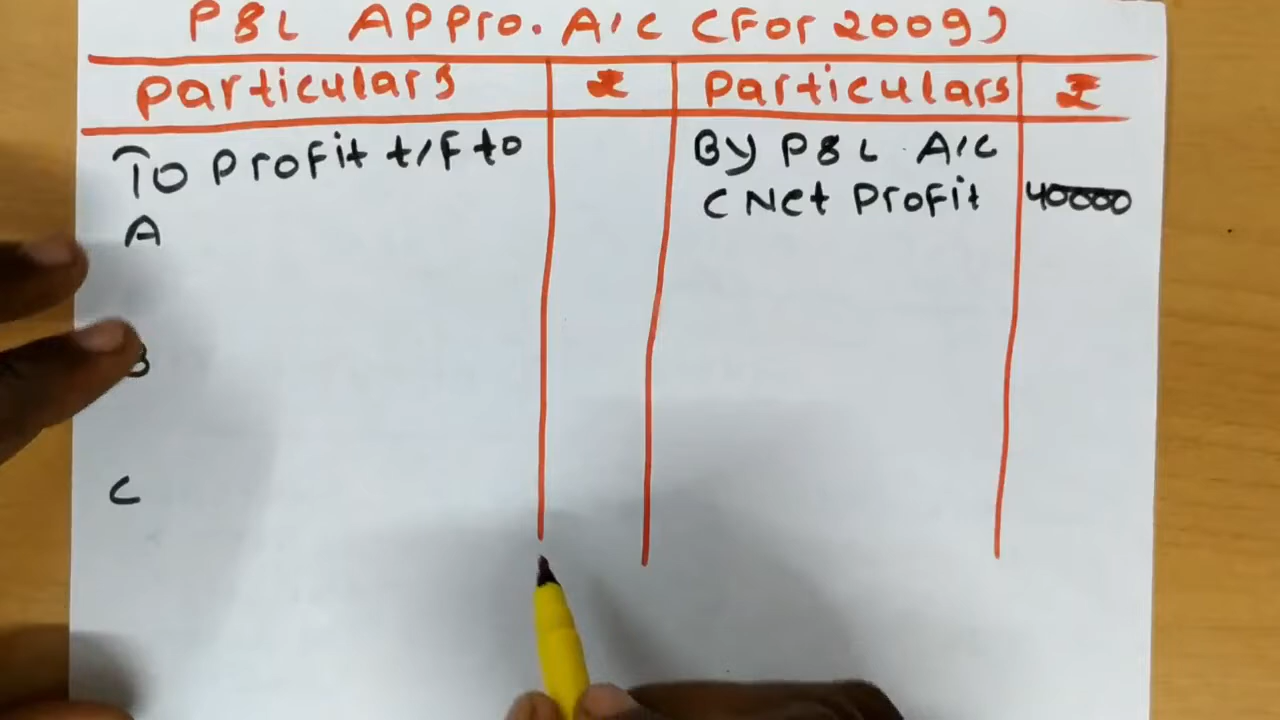 P&L APPro. A/C (For 2009)
Particulars ₹ Particulars ₹
To Profit t/f to By P&L A/C
( Net Profit 40000
A
B
C